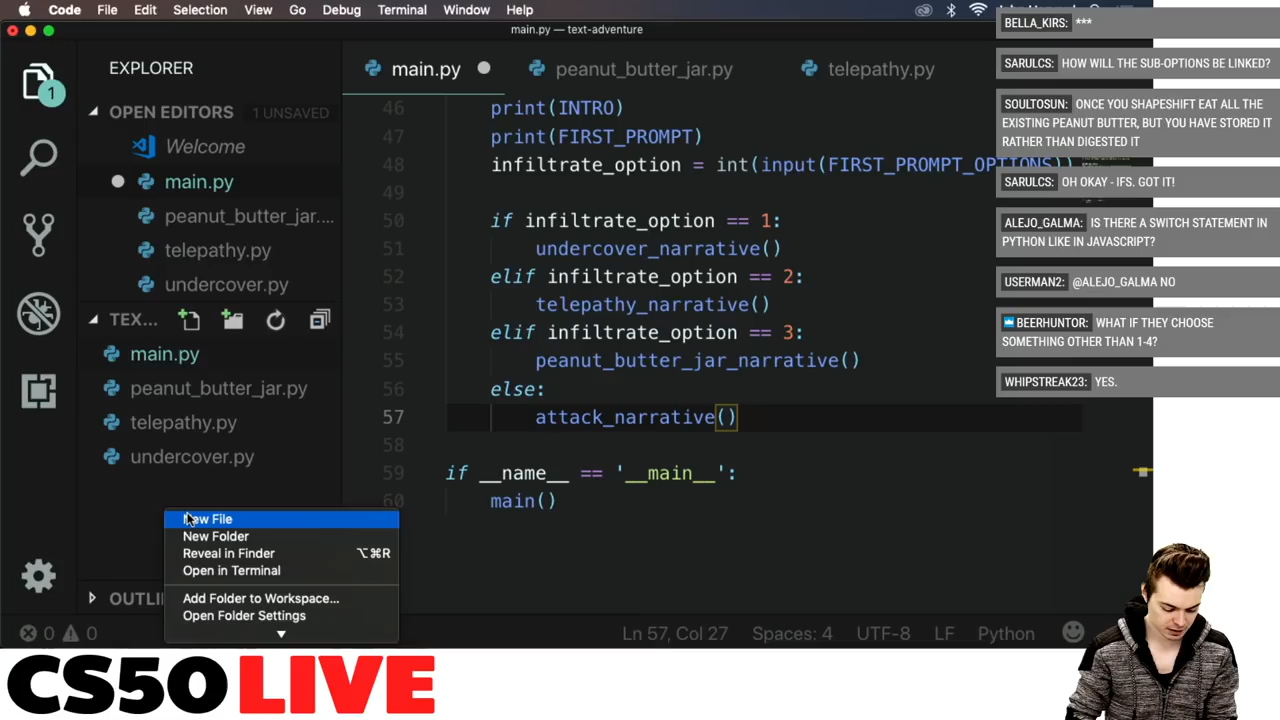 Code File Edit Selection View Go Debug Terminal Window Help
main.py — text-adventure
EXPLORER
OPEN EDITORS 1 UNSAVED
Welcome
main.py
peanut_butter_jar....
telepathy.py
undercover.py
TEX...
main.py
peanut_butter_jar.py
telepathy.py
undercover.py
1
main.py peanut_butter_jar.py telepathy.py
46 print(INTRO)
47 print(FIRST_PROMPT)
48 infiltrate_option = int(input(FIRST_PROMPT_OPTIONS))
49
50 if infiltrate_option == 1:
51 undercover_narrative()
52 elif infiltrate_option == 2:
53 telepathy_narrative()
54 elif infiltrate_option == 3:
55 peanut_butter_jar_narrative()
56 else:
57 attack_narrative()
58
59 if __name__ == '__main__':
60 main()
New File
New Folder
Reveal in Finder ⌥⌘R
Open in Terminal
Add Folder to Workspace...
Open Folder Settings
0 0 Ln 57, Col 27 Spaces: 4 UTF-8 LF Python
BELLA_KIRS: ***
SARULCS: HOW WILL THE SUB-OPTIONS BE LINKED?
SOULTOSUN: ONCE YOU SHAPESHIFT EAT ALL THE
EXISTING PEANUT BUTTER, BUT YOU HAVE STORED IT
RATHER THAN DIGESTED IT
SARULCS: OH OKAY - IFS. GOT IT!
ALEJO_GALMA: IS THERE A SWITCH STATEMENT IN
PYTHON LIKE IN JAVASCRIPT?
USERMAN2: @ALEJO_GALMA NO
BEERHUNTOR: WHAT IF THEY CHOOSE
SOMETHING OTHER THAN 1-4?
WHIPSTREAK23: YES.
CS50 LIVE